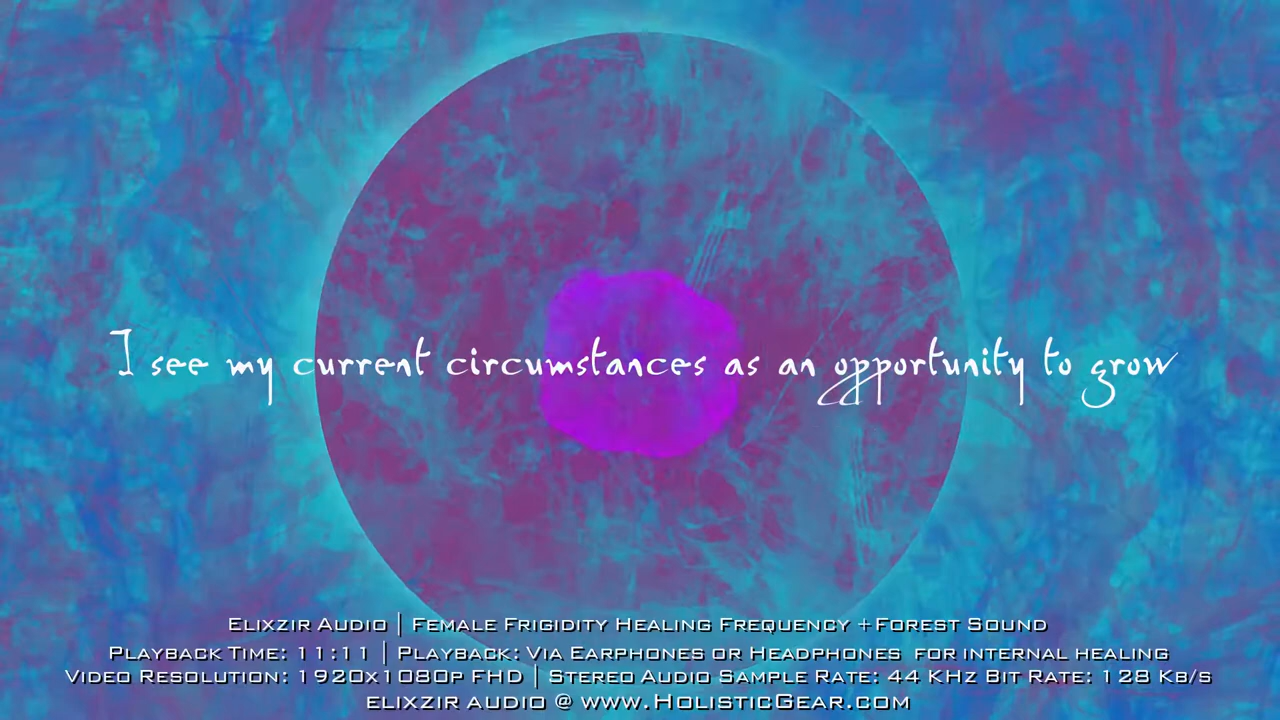 I see my current circumstances as an opportunity to grow
Elixzir Audio | Female Frigidity Healing Frequency +Forest Sound
Playback Time: 11:11 | Playback: Via Earphones or Headphones for internal healing
Video Resolution: 1920x1080p FHD | Stereo Audio Sample Rate: 44 KHz Bit Rate: 128 Kb/s
elixzir audio @ www.HolisticGear.com